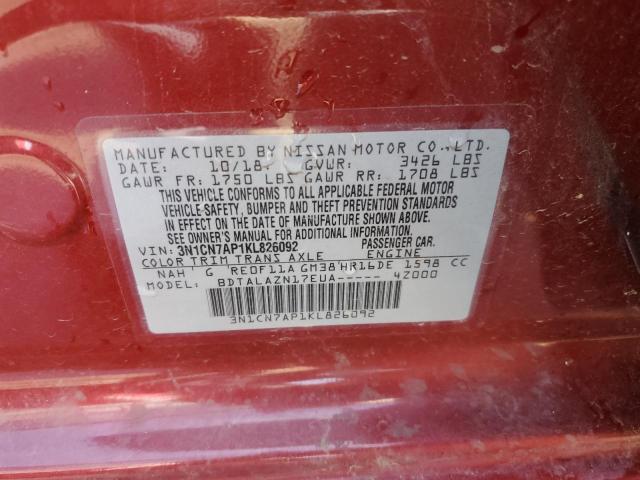 MANUFACTURED BY NISSAN MOTOR CO.,LTD.
DATE: 10/18 GVWR: 3426 LBS
GAWR FR: 1750 LBS GAWR RR: 1708 LBS
THIS VEHICLE CONFORMS TO ALL APPLICABLE FEDERAL MOTOR
VEHICLE SAFETY, BUMPER AND THEFT PREVENTION STANDARDS
IN EFFECT ON THE DATE OF MANUFACTURE SHOWN ABOVE.
SEE OWNER'S MANUAL FOR ADDITIONAL INFORMATION.
VIN: 3N1CN7AP1KL826092 PASSENGER CAR.
COLOR TRIM TRANS AXLE ENGINE
NAH G RE0F11A GM38 HR16DE 1598 CC
MODEL: BDTALAZN17EUA----- 4Z000
3N1CN7AP1KL826092